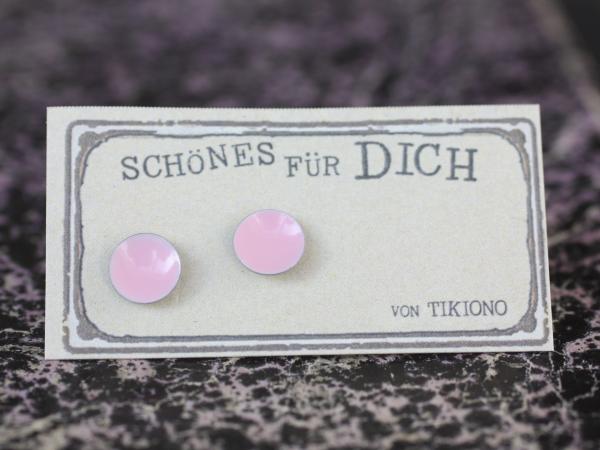 SCHÖNES FÜR DICH
VON TIKIONO